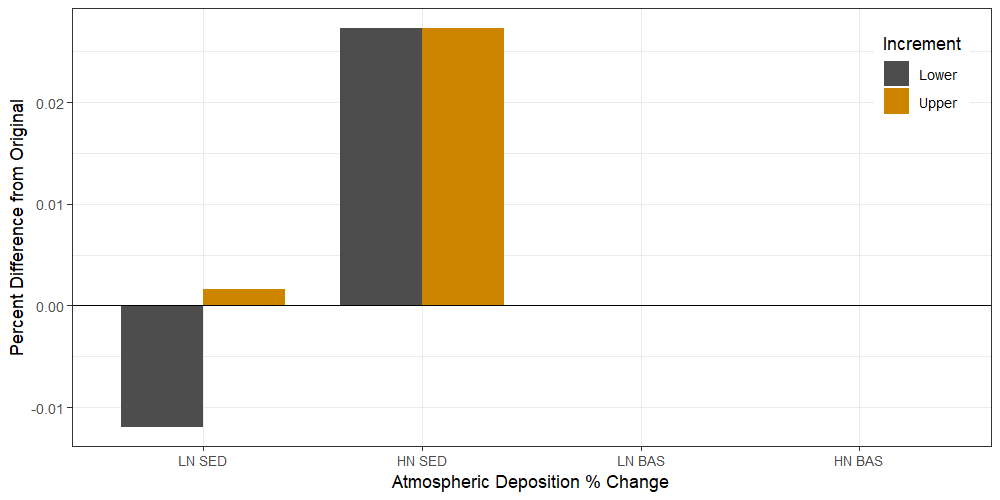 Increment
Lower
Upper
Percent Difference from Original
0.02
0.01
0.00
-0.01
LN SED
HN SED
LN BAS
HN BAS
Atmospheric Deposition % Change